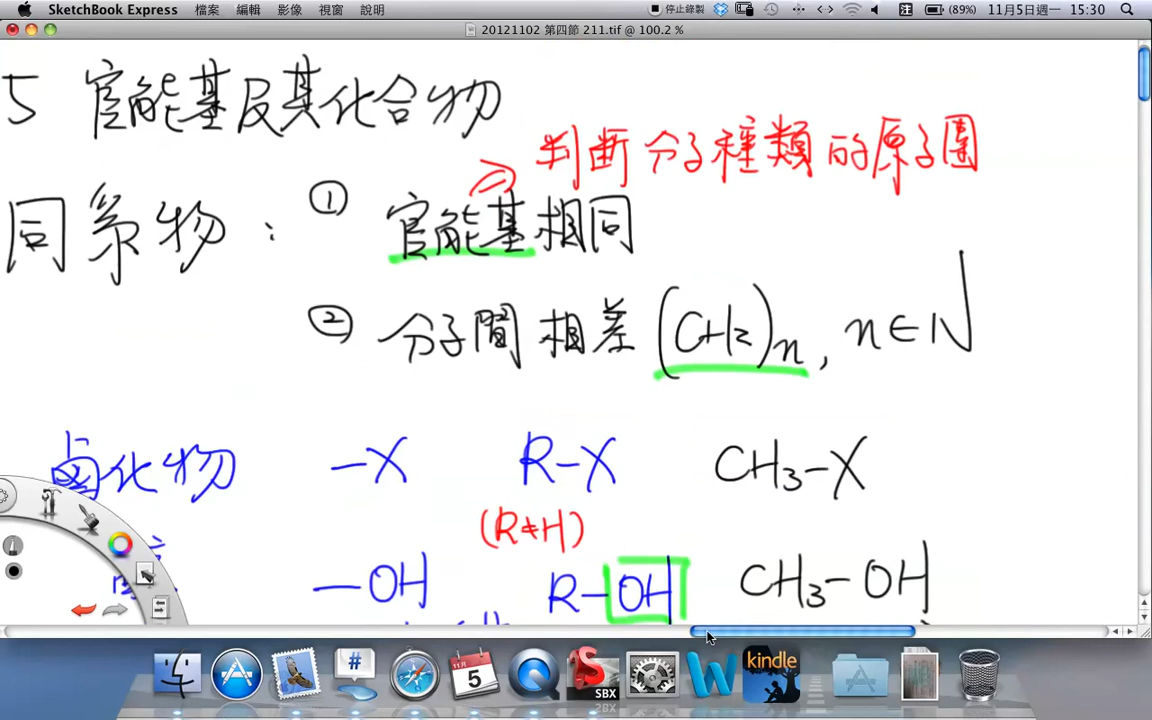 SketchBook Express 檔案 編輯 影像 視窗 說明 停止錄製 注 (89%) 11月5日週一 15:30
20121102 第四節 211.tif @ 100.2 %
5 官能基及其化合物
⇒ 判斷分子種類的原子團
同系物: ① 官能基相同
② 分子間相差 (CH2)n, n∈N
鹵化物 —X R—X CH3—X
(R≠H)
—OH R—OH CH3—OH
# 11月 5 S SBX W kindle